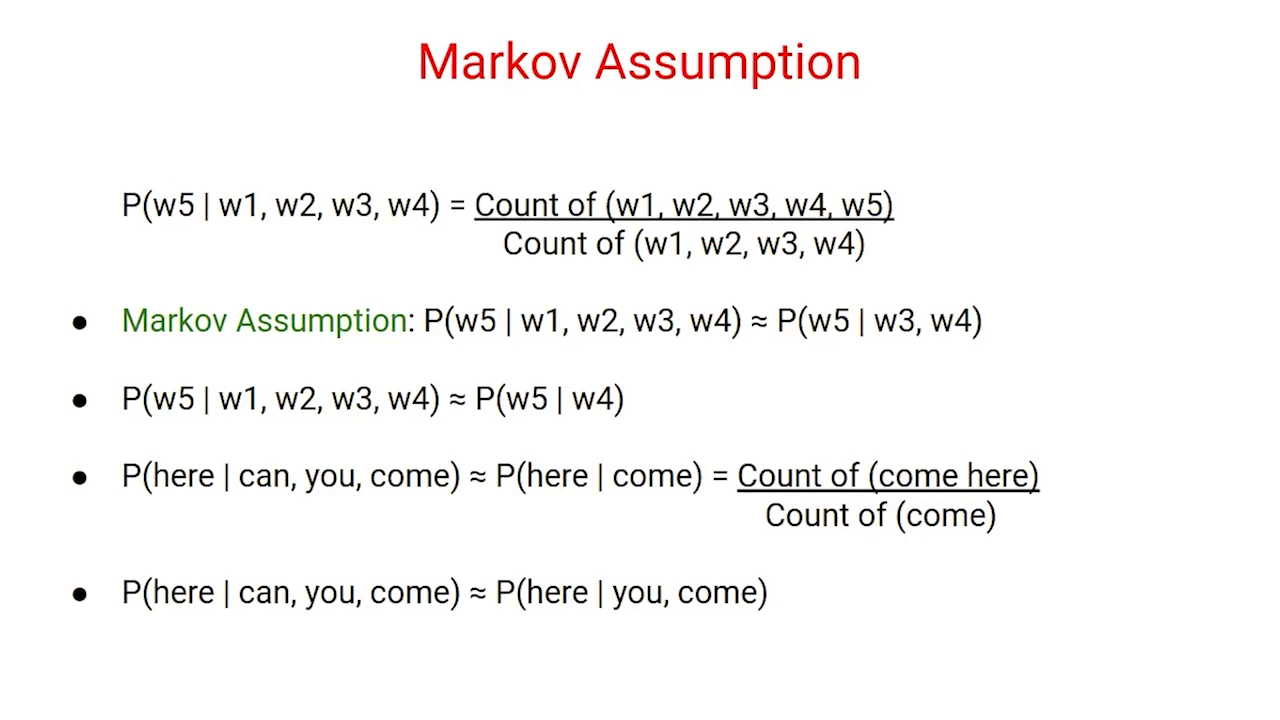 Markov Assumption
P(w5 | w1, w2, w3, w4) = Count of (w1, w2, w3, w4, w5)
Count of (w1, w2, w3, w4)
● Markov Assumption: P(w5 | w1, w2, w3, w4) ≈ P(w5 | w3, w4)
● P(w5 | w1, w2, w3, w4) ≈ P(w5 | w4)
● P(here | can, you, come) ≈ P(here | come) = Count of (come here)
Count of (come)
● P(here | can, you, come) ≈ P(here | you, come)